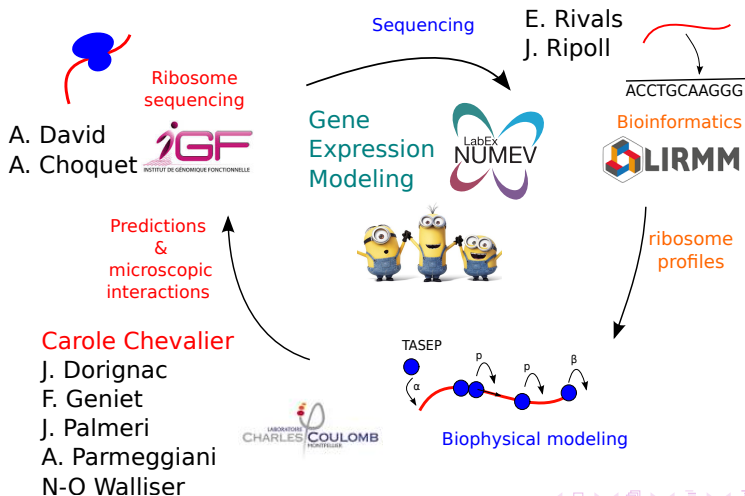 Sequencing
E. Rivals
J. Ripoll
ACCTGCAAGGG
Bioinformatics
LIRMM
Ribosome
sequencing
A. David
A. Choquet
iGF
INSTITUT DE GÉNOMIQUE FONCTIONNELLE
Gene
Expression
Modeling
LabEx
NUMEV
Predictions
&
microscopic
interactions
ribosome
profiles
Carole Chevalier
J. Dorignac
F. Geniet
J. Palmeri
A. Parmeggiani
N-O Walliser
LABORATOIRE
CHARLES COULOMB
MONTPELLIER
TASEP
α
p
p
β
Biophysical modeling